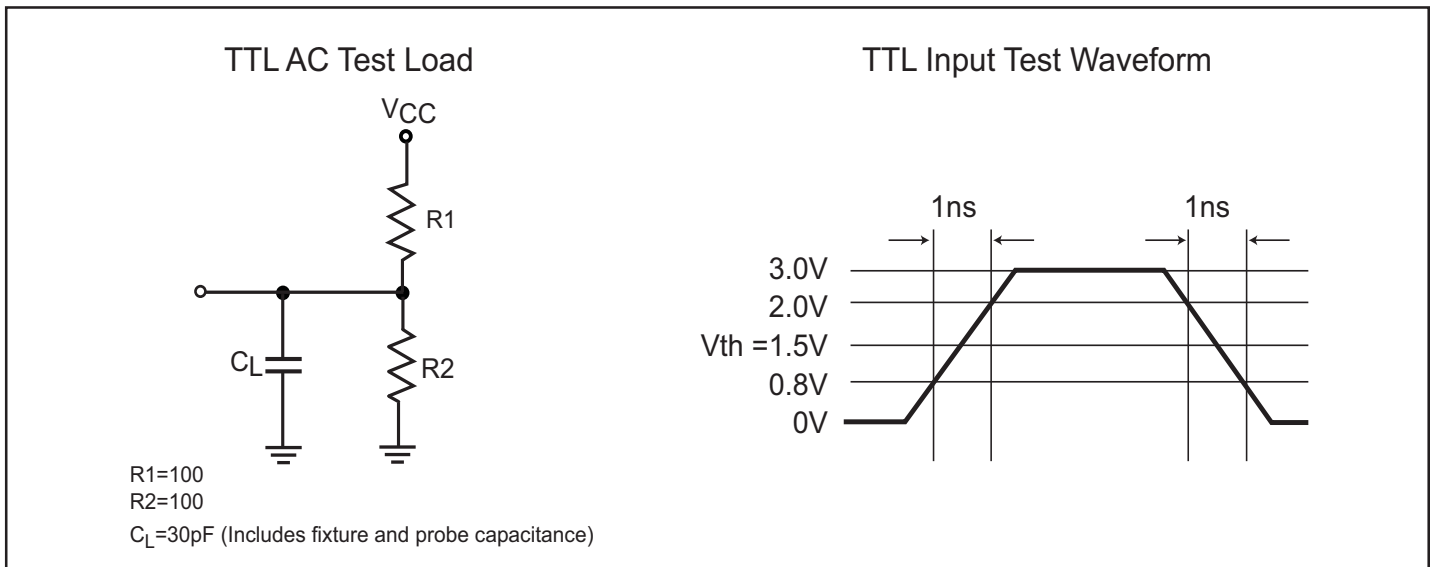 TTL AC Test Load
VCC
R1
CL
R2
R1=100
R2=100
CL=30pF (Includes fixture and probe capacitance)
TTL Input Test Waveform
1ns 1ns
3.0V
2.0V
Vth =1.5V
0.8V
0V